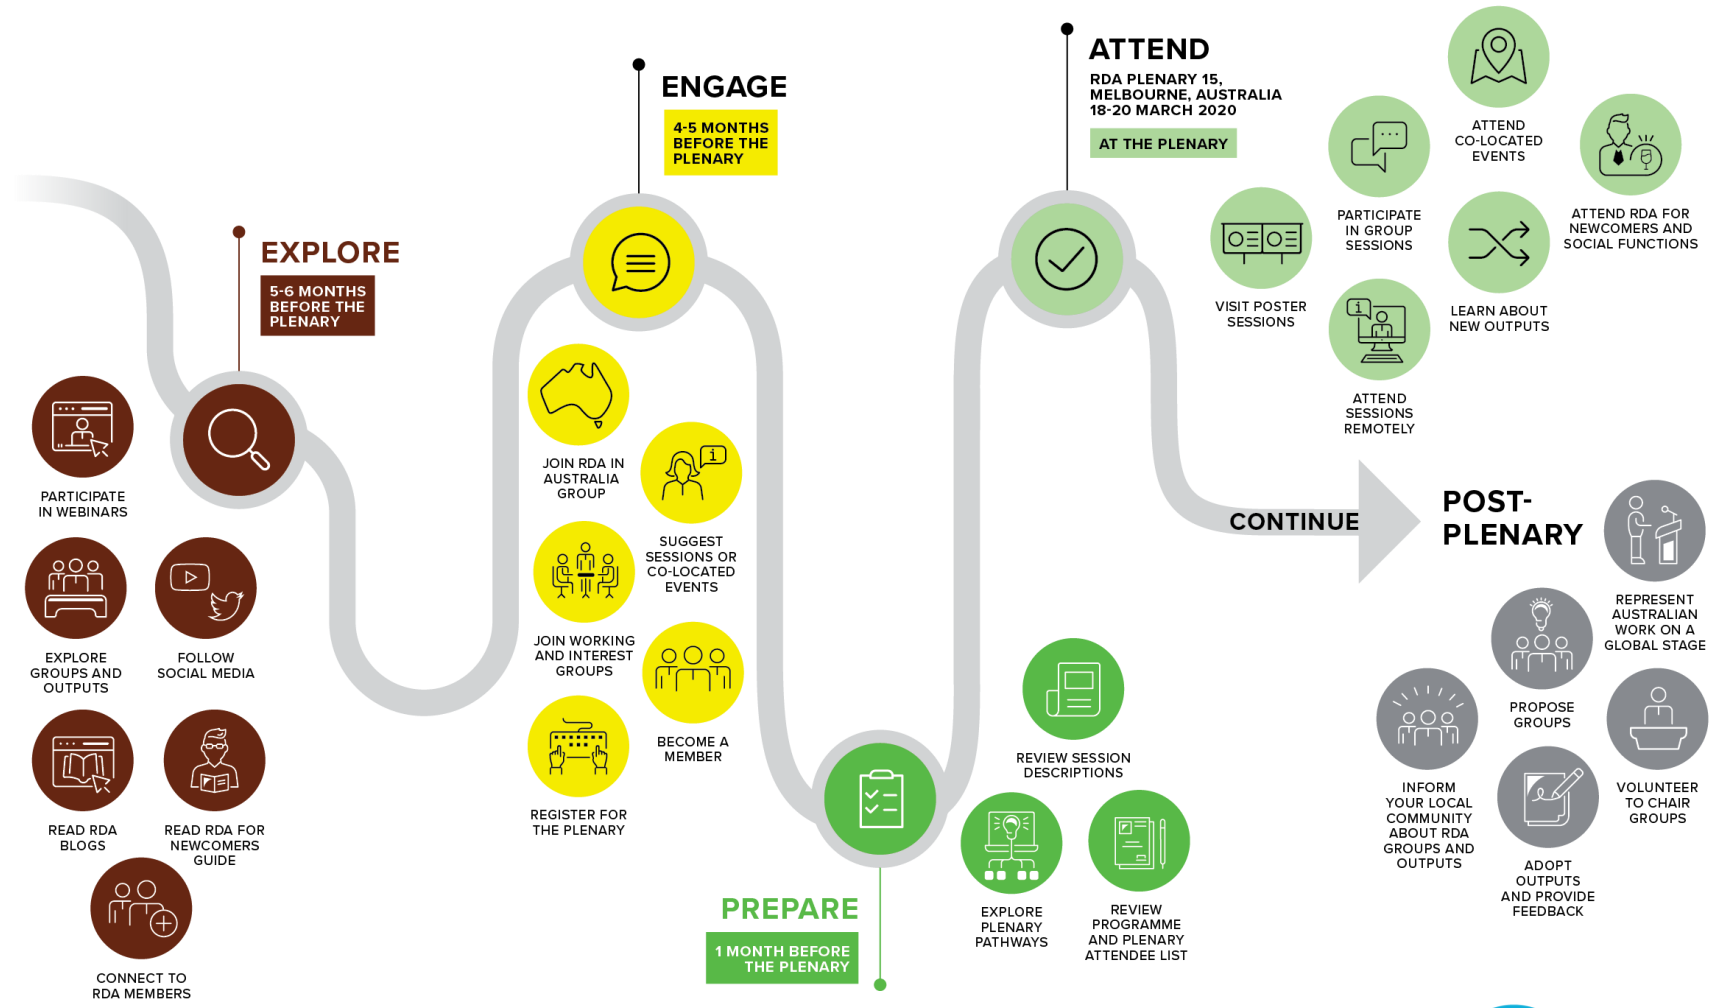 EXPLORE
5-6 MONTHS
BEFORE THE
PLENARY
PARTICIPATE
IN WEBINARS
EXPLORE
GROUPS AND
OUTPUTS
FOLLOW
SOCIAL MEDIA
READ RDA
BLOGS
READ RDA FOR
NEWCOMERS
GUIDE
CONNECT TO
RDA MEMBERS
ENGAGE
4-5 MONTHS
BEFORE THE
PLENARY
JOIN RDA IN
AUSTRALIA
GROUP
i
SUGGEST
SESSIONS OR
CO-LOCATED
EVENTS
JOIN WORKING
AND INTEREST
GROUPS
BECOME A
MEMBER
REGISTER FOR
THE PLENARY
PREPARE
1 MONTH BEFORE
THE PLENARY
REVIEW SESSION
DESCRIPTIONS
EXPLORE
PLENARY
PATHWAYS
REVIEW
PROGRAMME
AND PLENARY
ATTENDEE LIST
ATTEND
RDA PLENARY 15,
MELBOURNE, AUSTRALIA
18-20 MARCH 2020
AT THE PLENARY
ATTEND
CO-LOCATED
EVENTS
PARTICIPATE
IN GROUP
SESSIONS
ATTEND RDA FOR
NEWCOMERS AND
SOCIAL FUNCTIONS
VISIT POSTER
SESSIONS
LEARN ABOUT
NEW OUTPUTS
i
ATTEND
SESSIONS
REMOTELY
CONTINUE
POST-
PLENARY
REPRESENT
AUSTRALIAN
WORK ON A
GLOBAL STAGE
PROPOSE
GROUPS
INFORM
YOUR LOCAL
COMMUNITY
ABOUT RDA
GROUPS AND
OUTPUTS
VOLUNTEER
TO CHAIR
GROUPS
ADOPT
OUTPUTS
AND PROVIDE
FEEDBACK